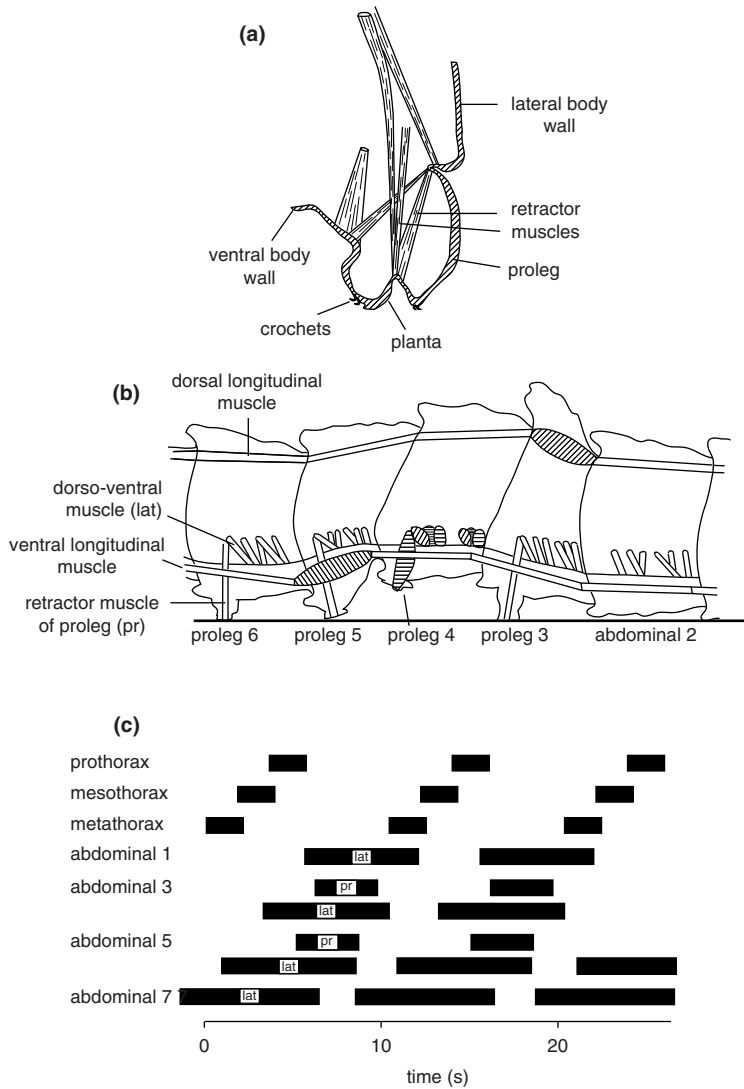 (a)
lateral body
wall
retractor
muscles
proleg
ventral body
wall
crochets
planta
(b)
dorsal longitudinal
muscle
dorso-ventral
muscle (lat)
ventral longitudinal
muscle
retractor muscle
of proleg (pr)
proleg 6
proleg 5
proleg 4
proleg 3
abdominal 2
(c)
prothorax
mesothorax
metathorax
abdominal 1
lat
abdominal 3
pr
lat
abdominal 5
pr
lat
abdominal 7 7
lat
0
10
20
time (s)